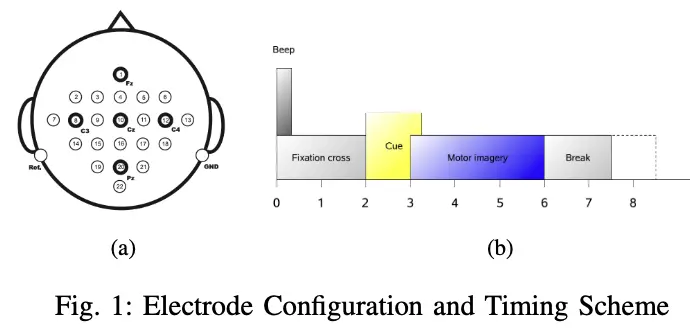 1
Fz
2 3 4 5 6
7 8 9 10 11 12 13
C3 Cz C4
14 15 16 17 18
Ref. GND
19 20 21
Pz
22
(a)
Beep
Fixation cross Cue Motor imagery Break
0 1 2 3 4 5 6 7 8
(b)
Fig. 1: Electrode Configuration and Timing Scheme